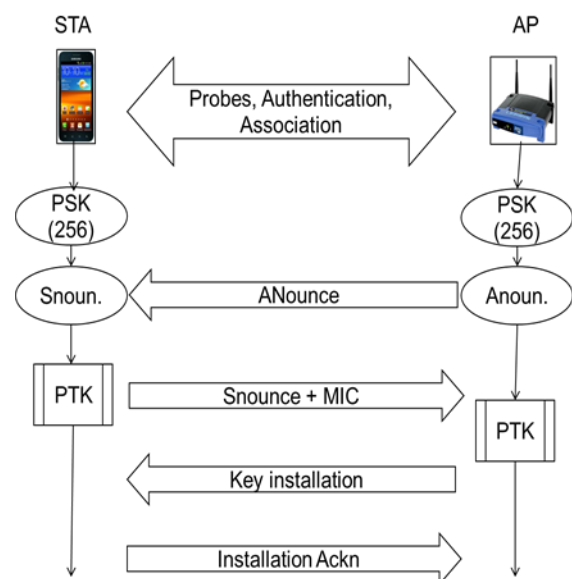 STA
AP
Probes, Authentication,
Association
PSK
(256)
PSK
(256)
Snoun.
ANounce
Anoun.
PTK
Snounce + MIC
PTK
Key installation
Installation Ackn